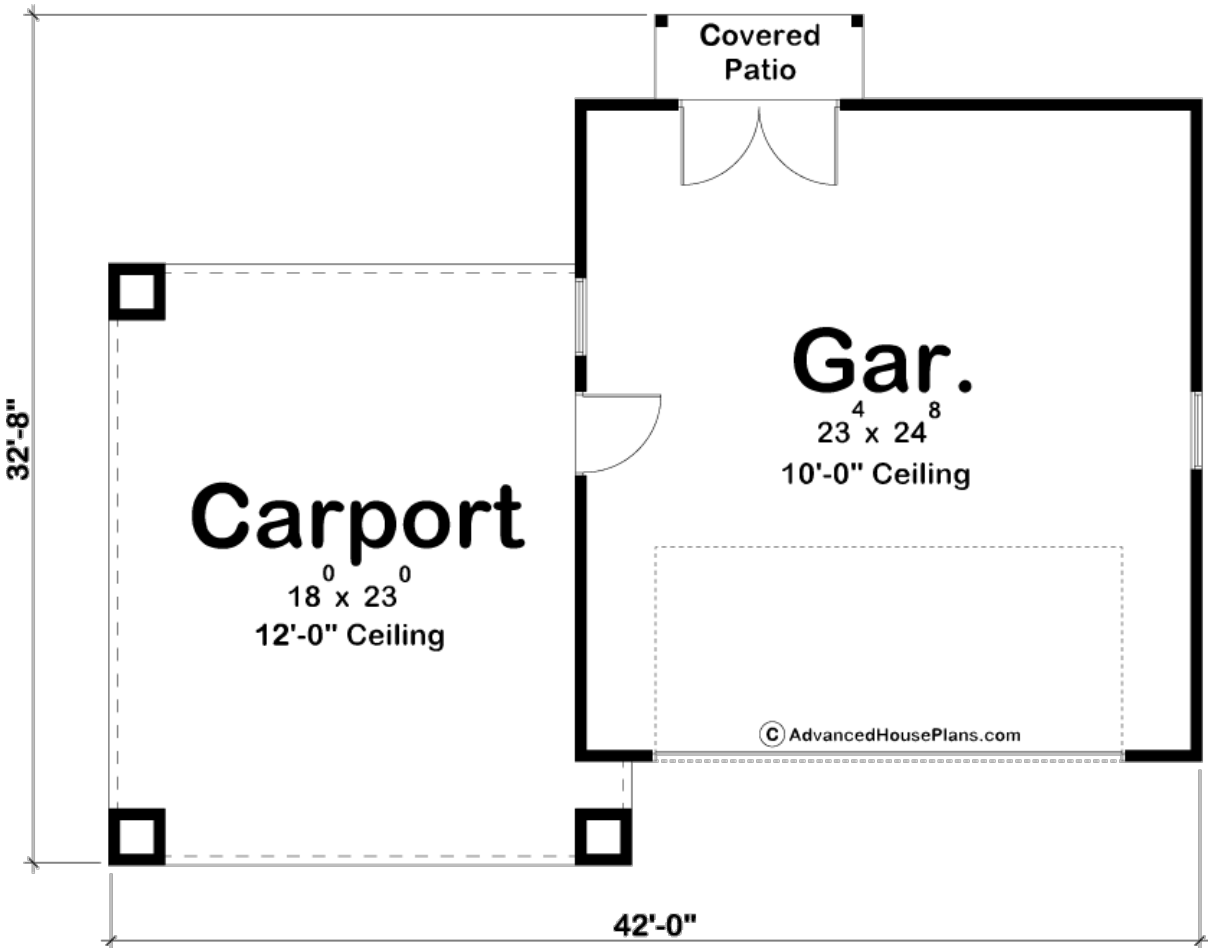 Covered
Patio
Gar.
23⁴ x 24⁸
10'-0" Ceiling
32'-8"
Carport
18⁰ x 23⁰
12'-0" Ceiling
© AdvancedHousePlans.com
42'-0"